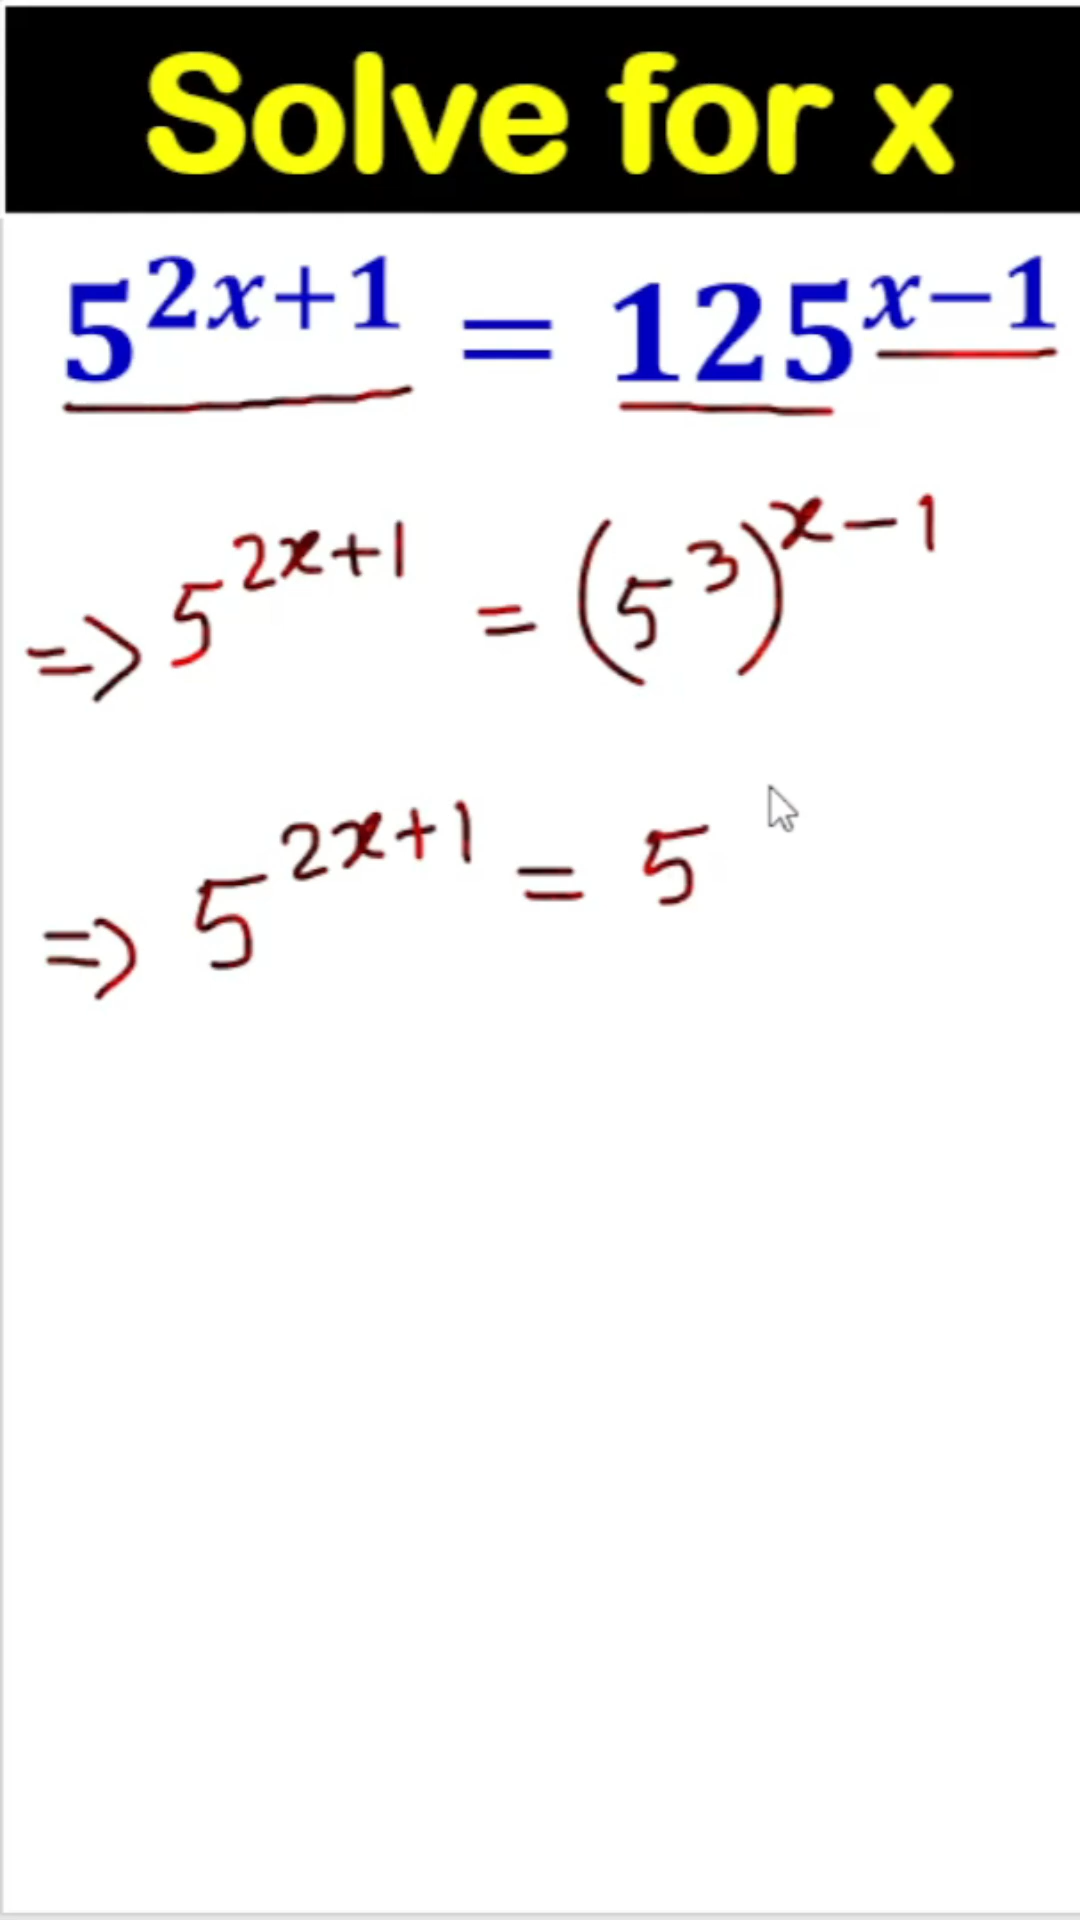 Solve for x
5^{2x+1} = 125^{x-1}
=> 5^{2x+1} = (5^3)^{x-1}
=> 5^{2x+1} = 5